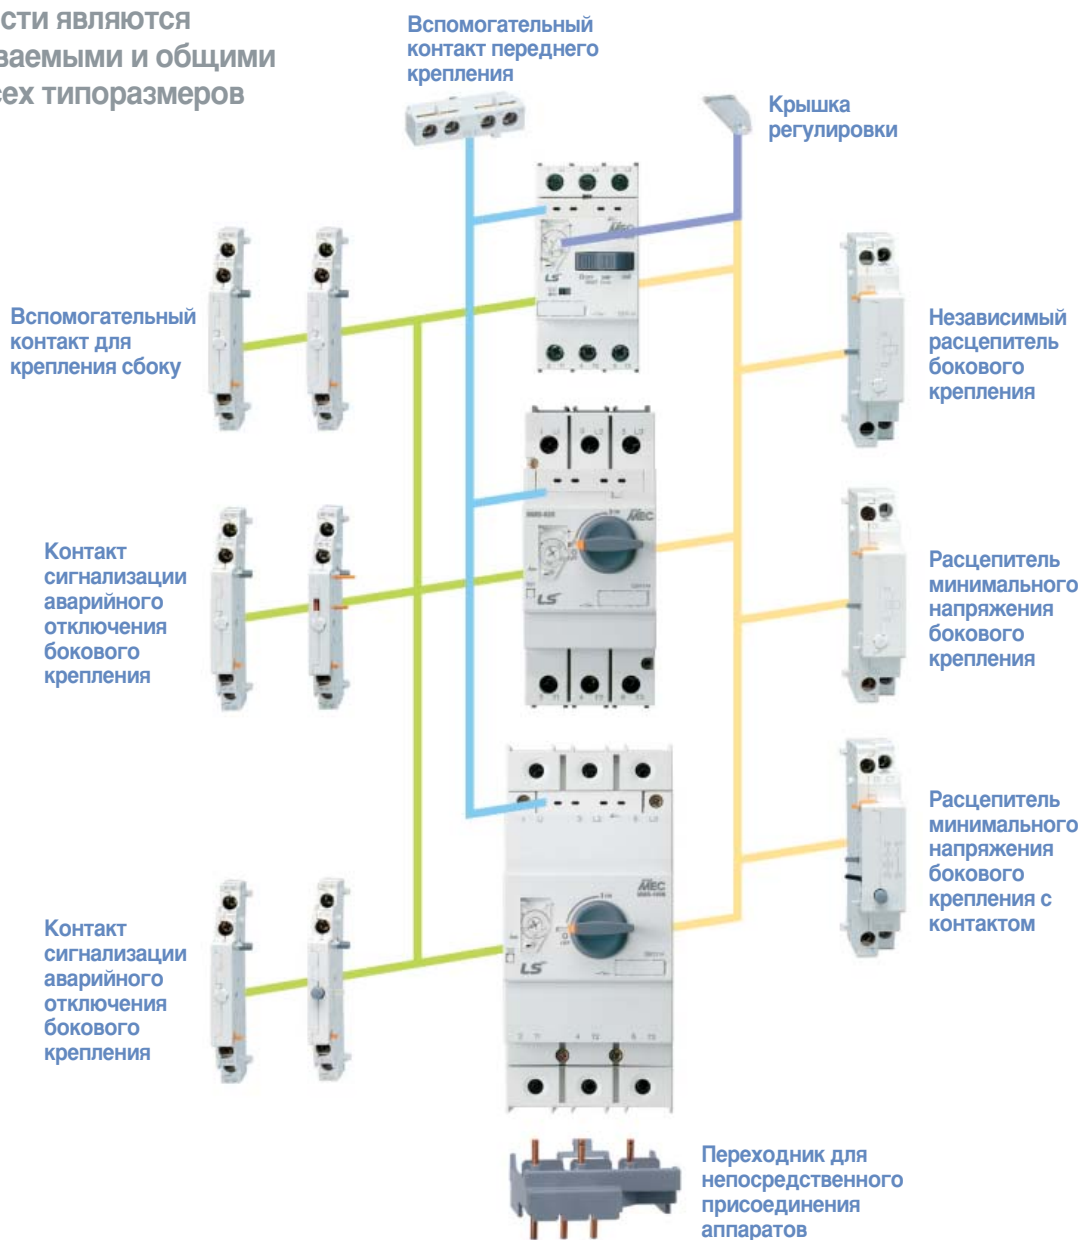 сти являются
ваемыми и общими
сех типоразмеров
Вспомогательный
контакт переднего
крепления
Крышка
регулировки
Вспомогательный
контакт для
крепления сбоку
Независимый
расцепитель
бокового
крепления
Контакт
сигнализации
аварийного
отключения
бокового
крепления
Расцепитель
минимального
напряжения
бокового
крепления
Контакт
сигнализации
аварийного
отключения
бокового
крепления
Расцепитель
минимального
напряжения
бокового
крепления с
контактом
Переходник для
непосредственного
присоединения
аппаратов
MEC
LS
MEC
LS
MEC
LS